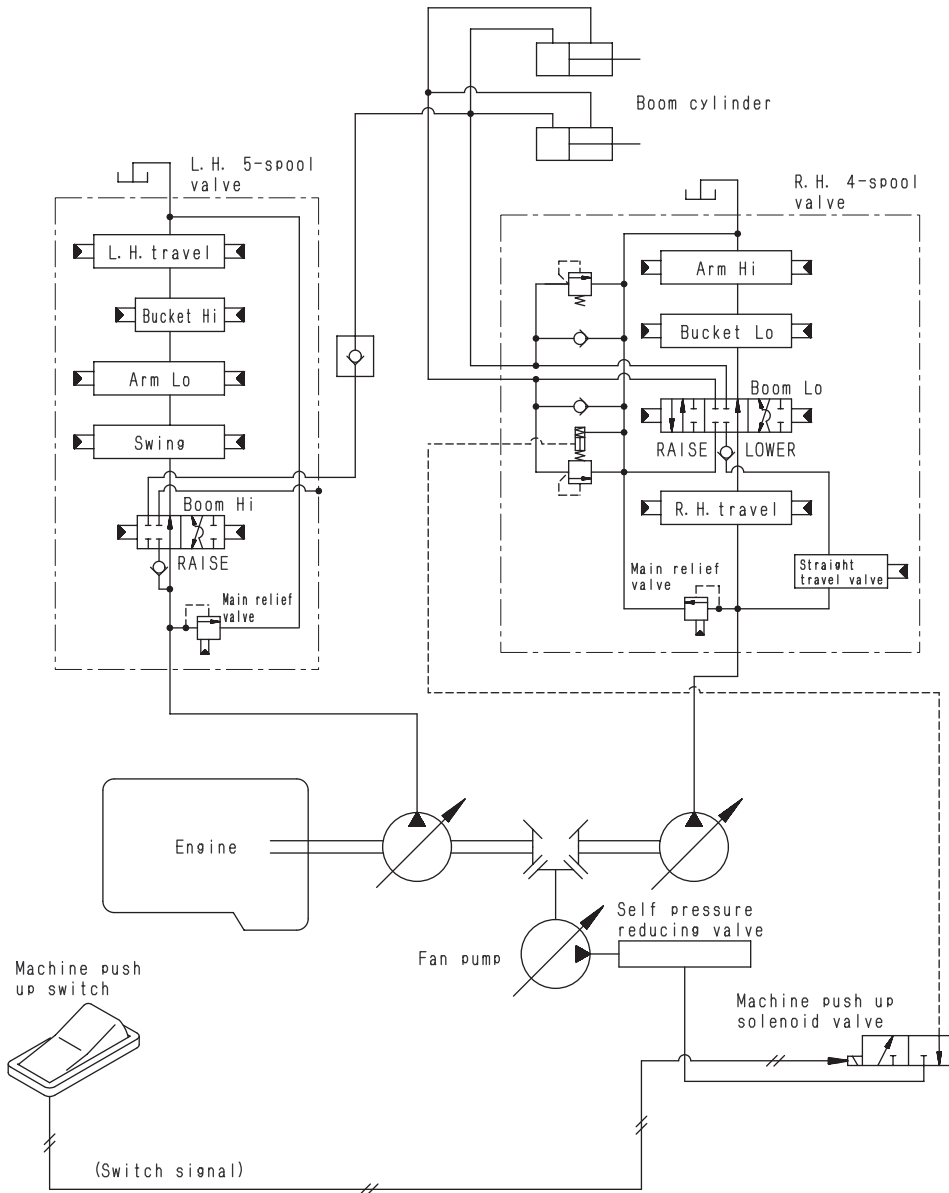 Boom cylinder
L.H. 5-spool
valve
R.H. 4-spool
valve
L.H. travel
Bucket Hi
Arm Lo
Swing
Boom Hi
RAISE
Main relief
valve
Arm Hi
Bucket Lo
Boom Lo
RAISE
LOWER
R.H. travel
Straight
travel valve
Main relief
valve
Engine
Fan pump
Self pressure
reducing valve
Machine push
up switch
Machine push up
solenoid valve
(Switch signal)